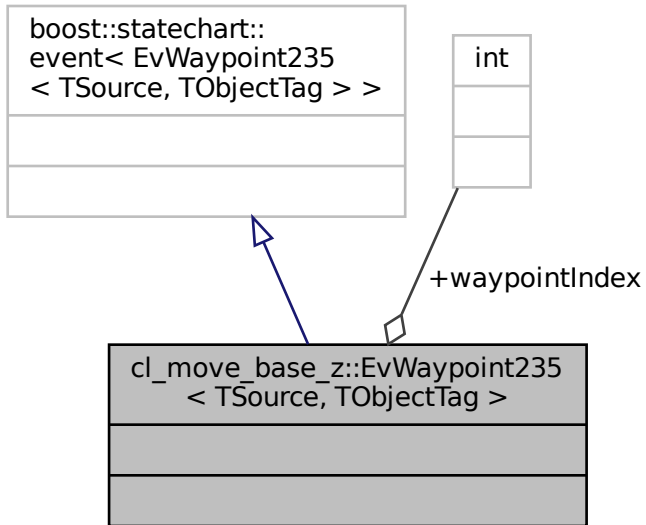 boost::statechart::
event< EvWaypoint235
< TSource, TObjectTag > >
int
+waypointIndex
cl_move_base_z::EvWaypoint235
< TSource, TObjectTag >